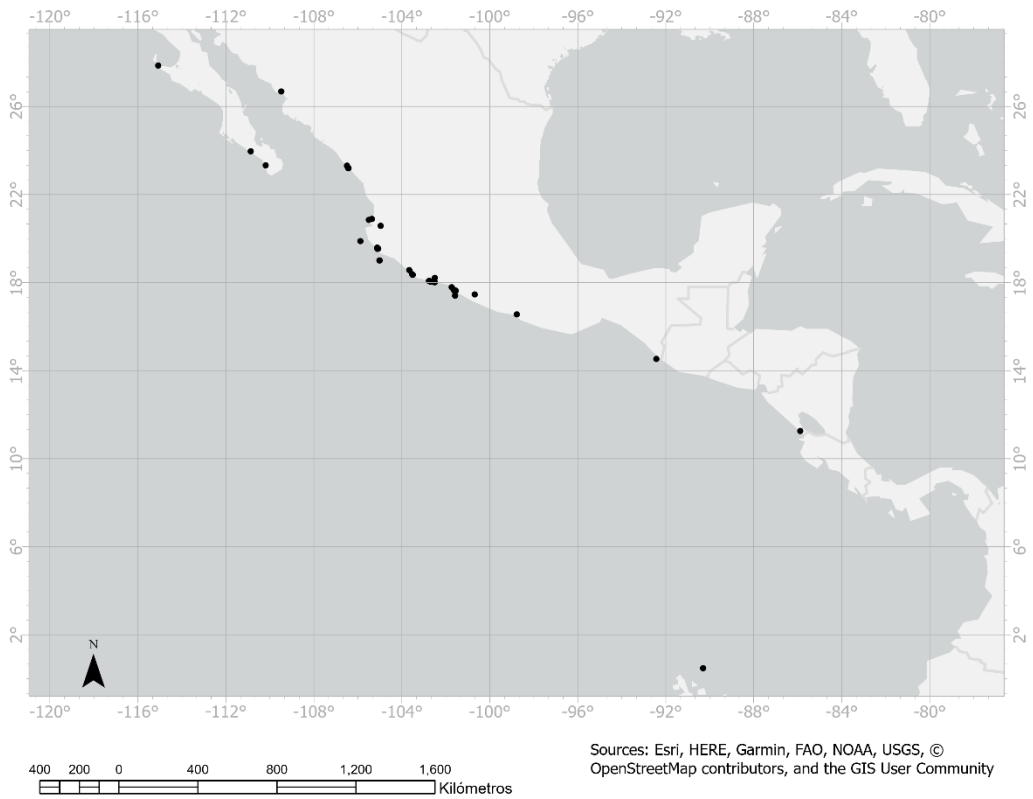 -120° -116° -112° -108° -104° -100° -96° -92° -88° -84° -80°
26° 26°
22° 22°
18° 18°
14° 14°
10° 10°
6° 6°
2° 2°
N
-120° -116° -112° -108° -104° -100° -96° -92° -88° -84° -80°
400 200 0 400 800 1,200 1,600
Kilómetros
Sources: Esri, HERE, Garmin, FAO, NOAA, USGS, ©
OpenStreetMap contributors, and the GIS User Community